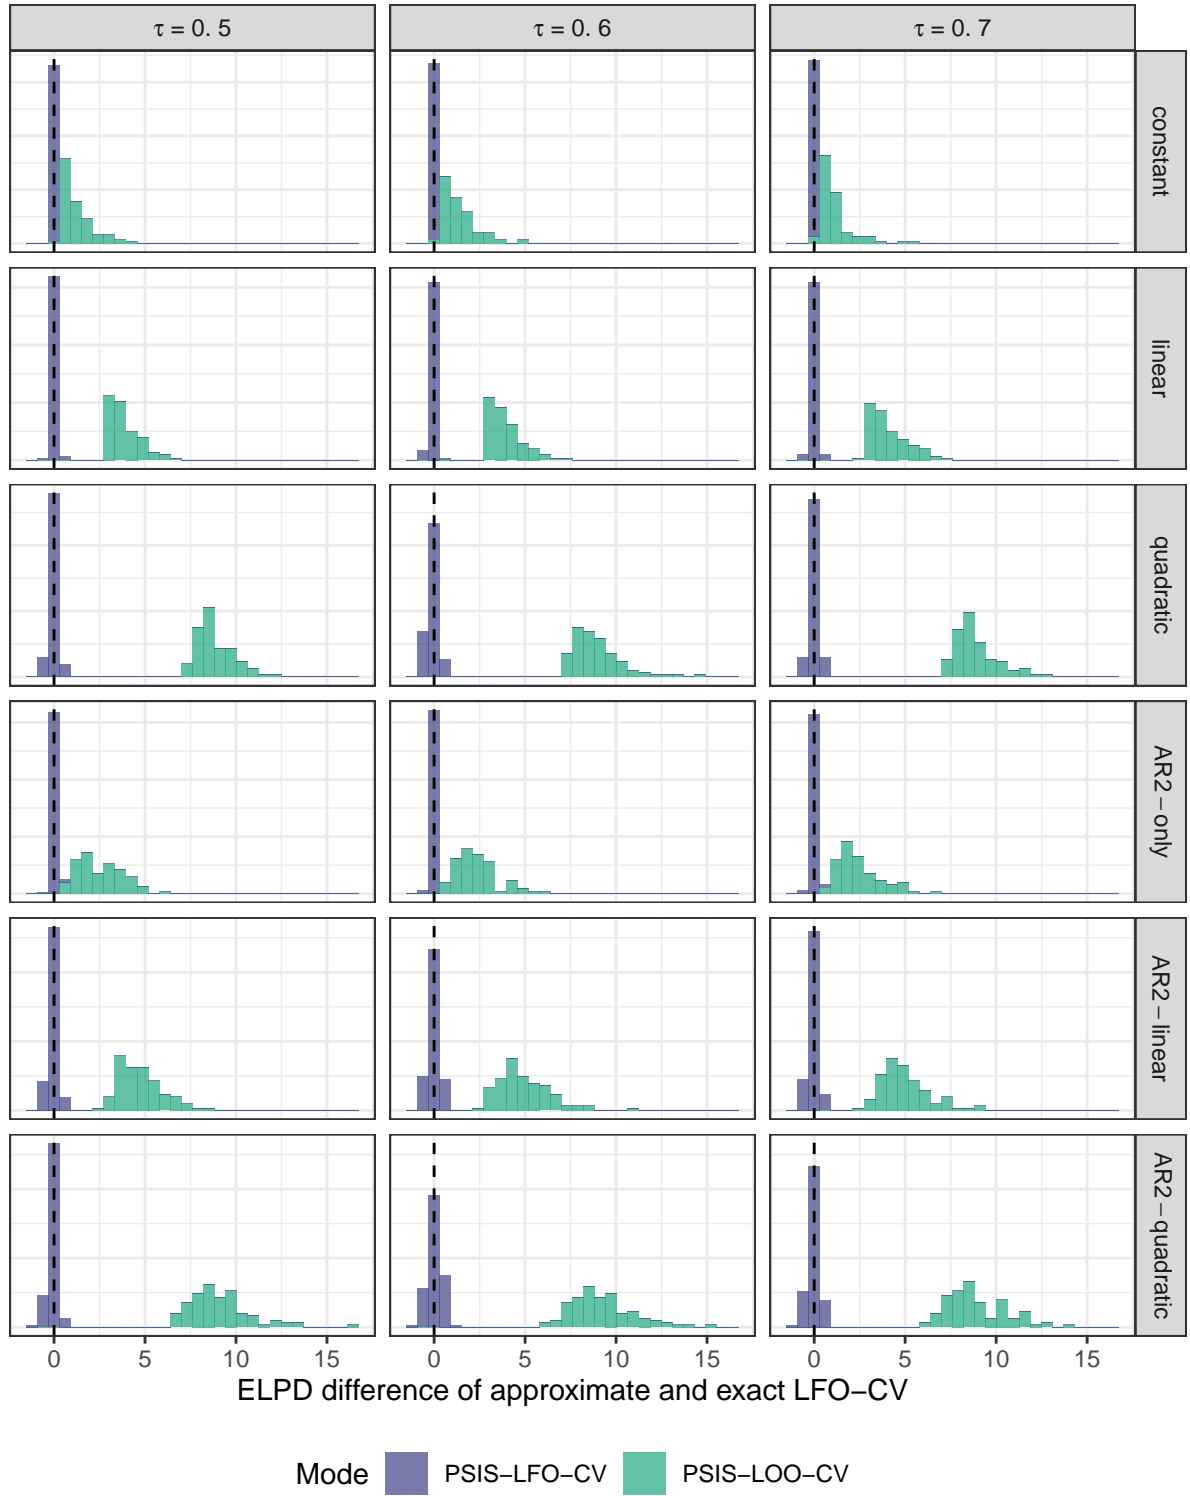 τ = 0. 5
τ = 0. 6
τ = 0. 7
constant
linear
quadratic
AR2−only
AR2−linear
AR2−quadratic
0 5 10 15
0 5 10 15
0 5 10 15
ELPD difference of approximate and exact LFO−CV
Mode PSIS−LFO−CV PSIS−LOO−CV